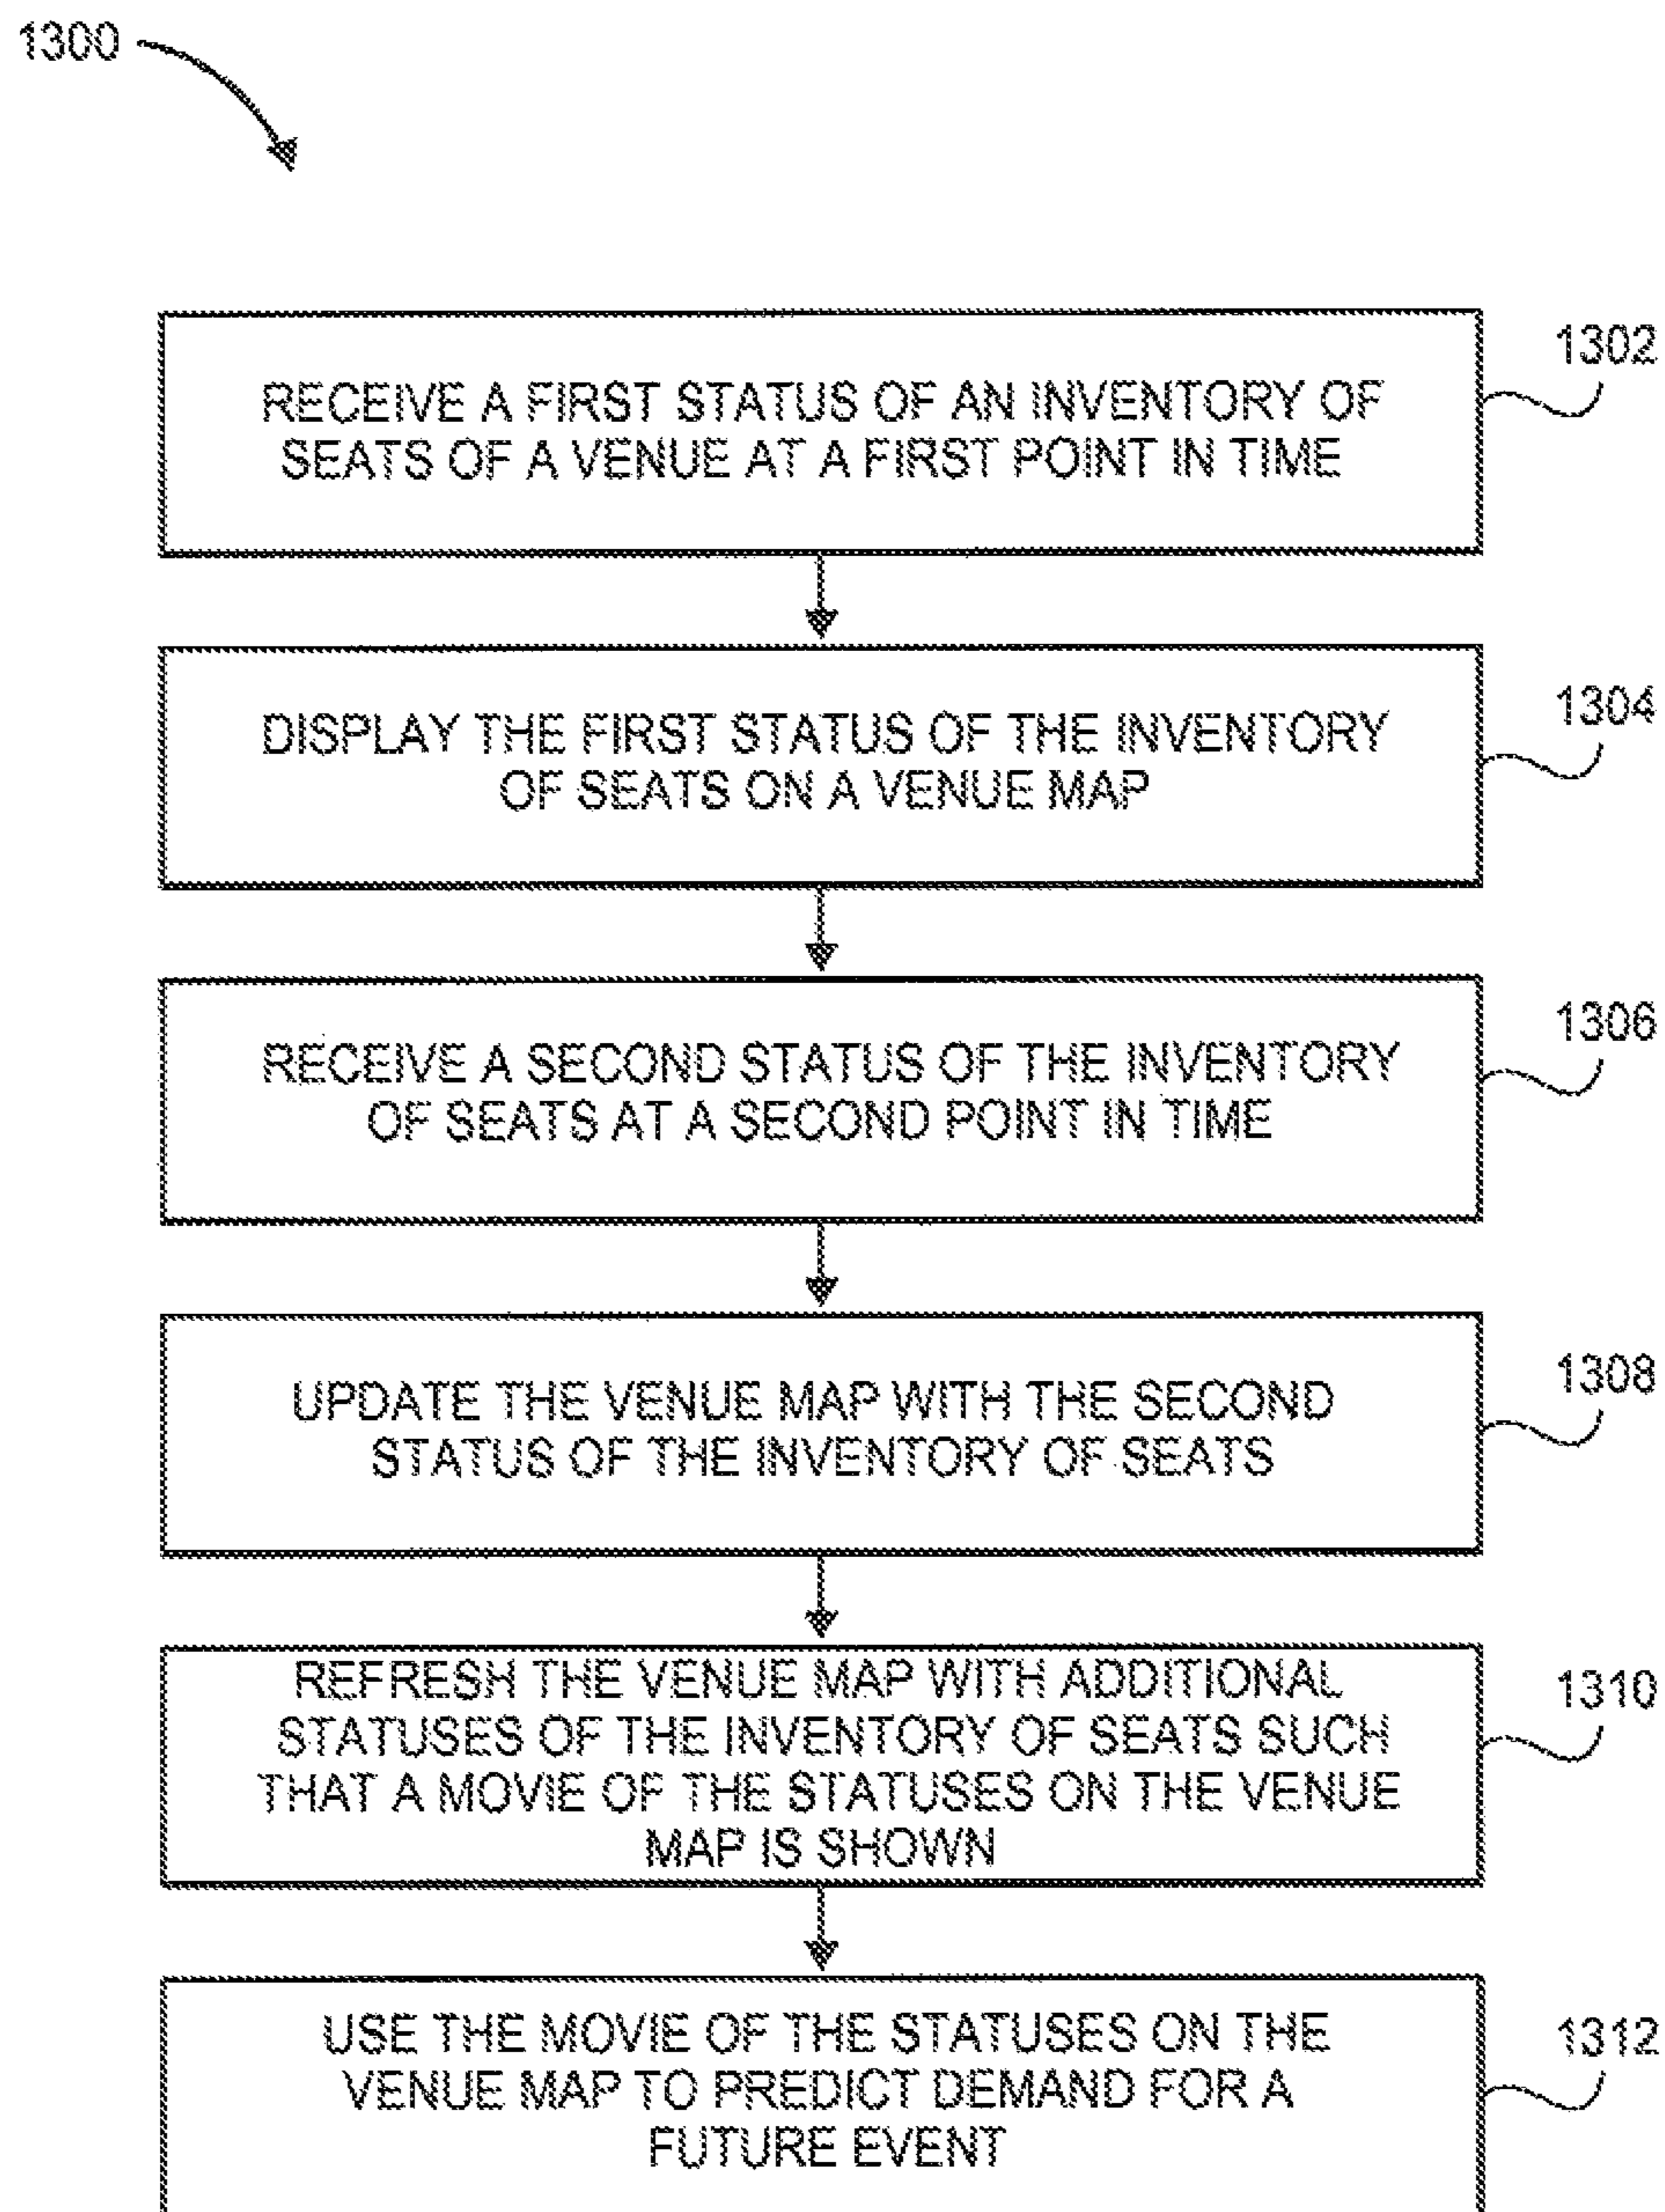 1300
RECEIVE A FIRST STATUS OF AN INVENTORY OF
SEATS OF A VENUE AT A FIRST POINT IN TIME
1302
DISPLAY THE FIRST STATUS OF THE INVENTORY
OF SEATS ON A VENUE MAP
1304
RECEIVE A SECOND STATUS OF THE INVENTORY
OF SEATS AT A SECOND POINT IN TIME
1306
UPDATE THE VENUE MAP WITH THE SECOND
STATUS OF THE INVENTORY OF SEATS
1308
REFRESH THE VENUE MAP WITH ADDITIONAL
STATUSES OF THE INVENTORY OF SEATS SUCH
THAT A MOVIE OF THE STATUSES ON THE VENUE
MAP IS SHOWN
1310
USE THE MOVIE OF THE STATUSES ON THE
VENUE MAP TO PREDICT DEMAND FOR A
FUTURE EVENT
1312